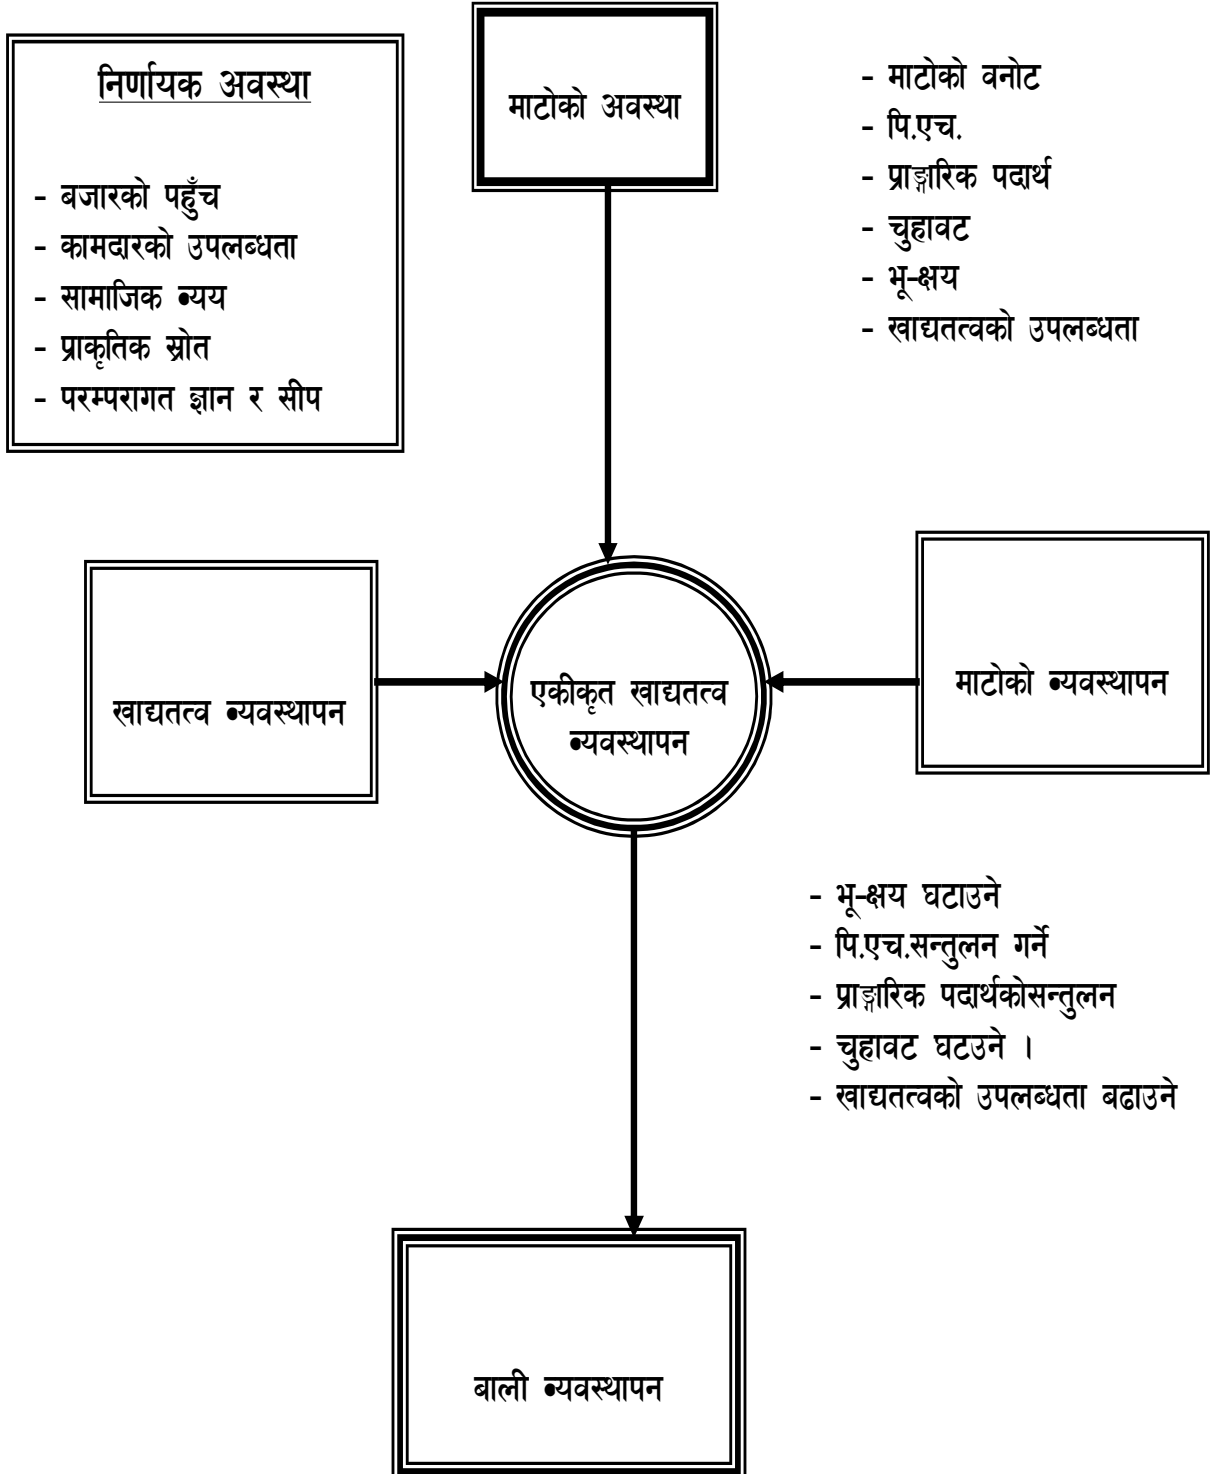 निर्णायक अवस्था
- बजारको पहुँच
- कामदारको उपलब्धता
- सामाजिक व्यय
- प्राकृतिक स्रोत
- परम्परागत ज्ञान र सीप
माटोको अवस्था
- माटोको वनोट
- पि.एच.
- प्राङ्गारिक पदार्थ
- चुहावट
- भू-क्षय
- खाद्यतत्वको उपलब्धता
खाद्यतत्व व्यवस्थापन
एकीकृत खाद्यतत्व
व्यवस्थापन
माटोको व्यवस्थापन
- भू-क्षय घटाउने
- पि.एच.सन्तुलन गर्ने
- प्राङ्गारिक पदार्थकोसन्तुलन
- चुहावट घटउने ।
- खाद्यतत्वको उपलब्धता बढाउने
बाली व्यवस्थापन